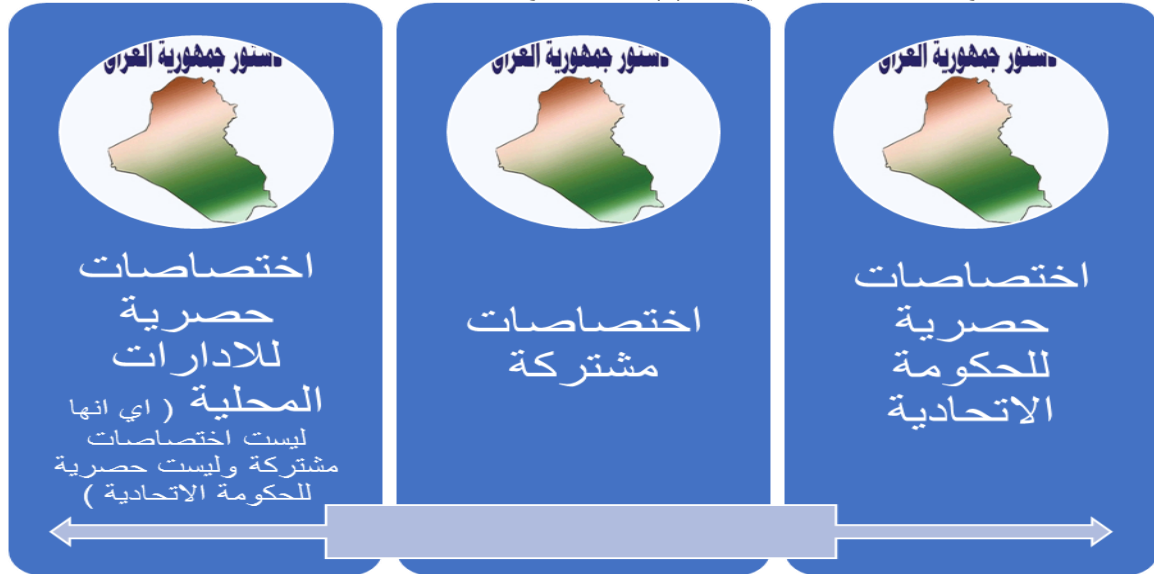 دستور جمهورية العراق
اختصاصات
حصرية
للحكومة
الاتحادية
دستور جمهورية العراق
اختصاصات
مشتركة
دستور جمهورية العراق
اختصاصات
حصرية
للادارات
المحلية ( اي انها
ليست اختصاصات
مشتركة وليست حصرية
للحكومة الاتحادية )